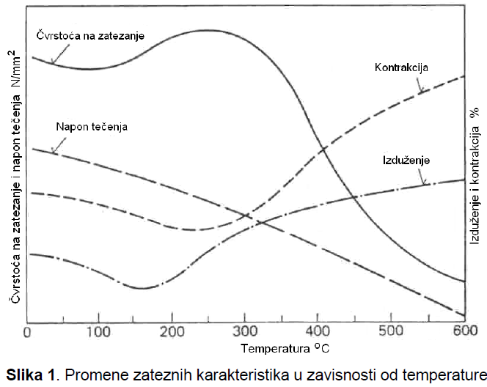 Čvrstoća na zatezanje
Kontrakcija
Napon tečenja
Izduženje
Čvrstoća na zatezanje i napon tečenja N/mm²
Izduženje i kontrakcija %
0 100 200 300 400 500 600
Temperatura ºC
Slika 1. Promene zateznih karakteristika u zavisnosti od temperature